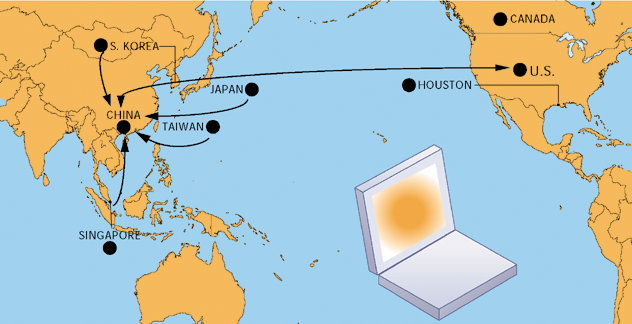 CANADA
S. KOREA
U.S.
JAPAN
HOUSTON
CHINA
TAIWAN
SINGAPORE